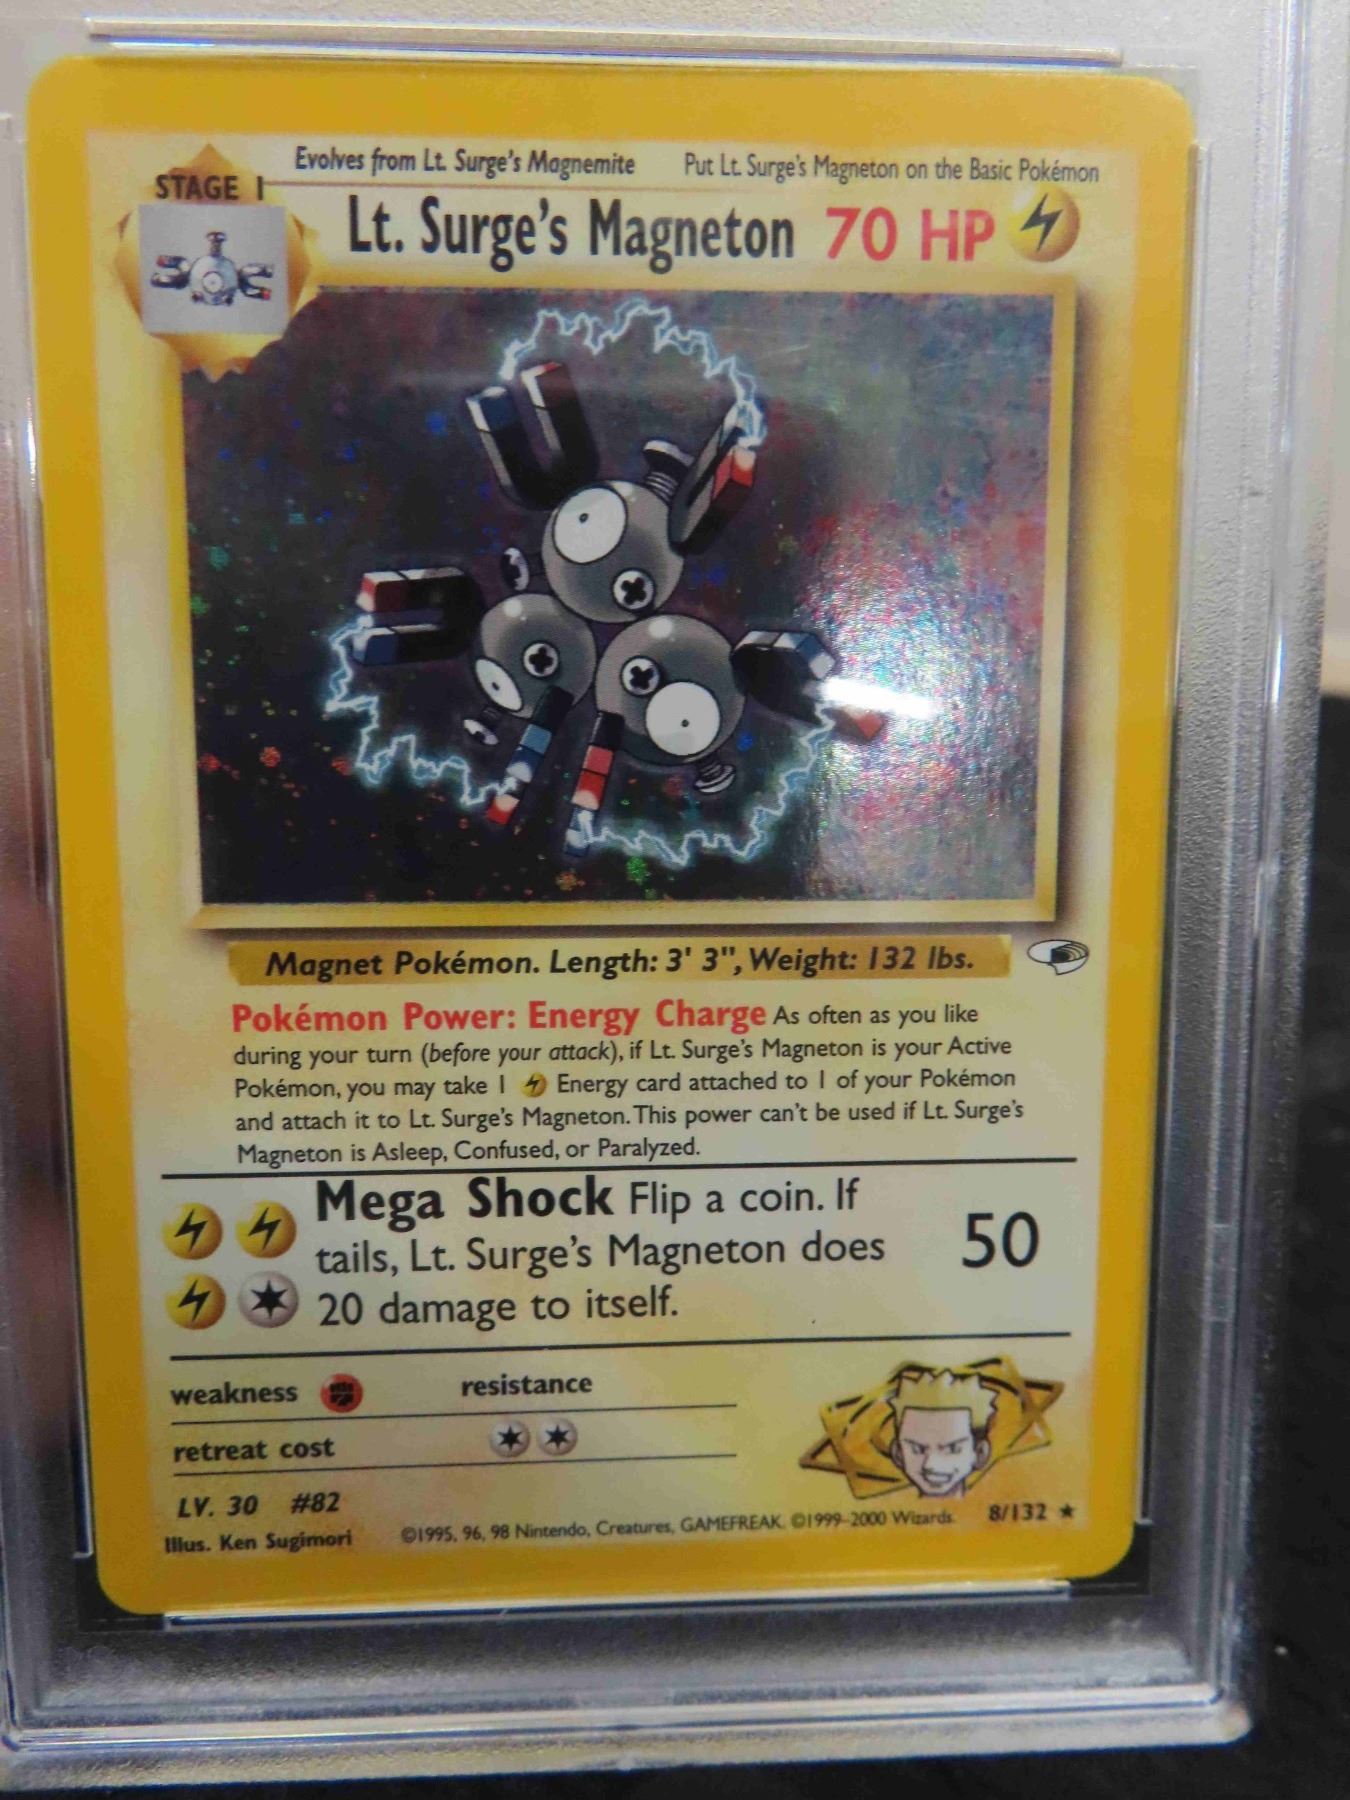 Evolves from Lt. Surge's Magnemite Put Lt. Surge's Magneton on the Basic Pokémon
STAGE 1
Lt. Surge's Magneton 70 HP
Magnet Pokémon. Length: 3' 3", Weight: 132 lbs.
Pokémon Power: Energy Charge As often as you like
during your turn (before your attack), if Lt. Surge's Magneton is your Active
Pokémon, you may take 1 Energy card attached to 1 of your Pokémon
and attach it to Lt. Surge's Magneton. This power can't be used if Lt. Surge's
Magneton is Asleep, Confused, or Paralyzed.
Mega Shock Flip a coin. If
tails, Lt. Surge's Magneton does
20 damage to itself.
50
weakness resistance
retreat cost
LV. 30 #82
Illus. Ken Sugimori ©1995, 96, 98 Nintendo, Creatures, GAMEFREAK. ©1999-2000 Wizards. 8/132 ★